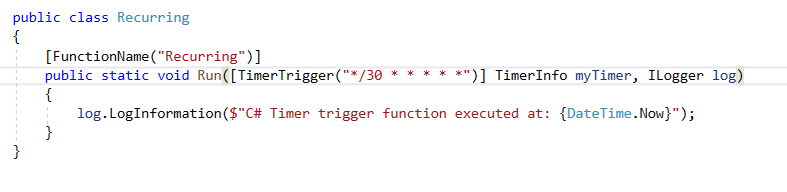 public class Recurring
{
[FunctionName("Recurring")]
public static void Run([TimerTrigger("*/30 * * * * *")] TimerInfo myTimer, ILogger log)
{
log.LogInformation($"C# Timer trigger function executed at: {DateTime.Now}");
}
}